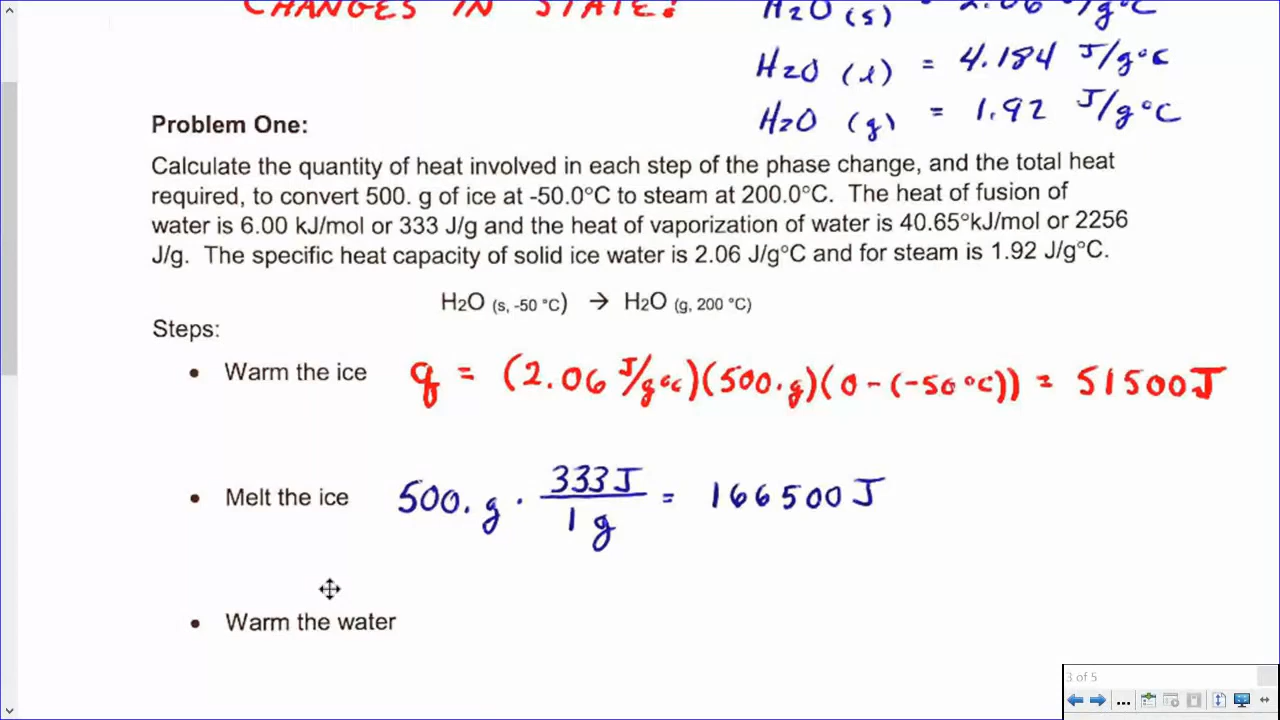 CHANGES IN STATE:
H2O (s) = 2.06 J/g°C
H2O (l) = 4.184 J/g°C
H2O (g) = 1.92 J/g°C
Problem One:
Calculate the quantity of heat involved in each step of the phase change, and the total heat
required, to convert 500. g of ice at -50.0°C to steam at 200.0°C.  The heat of fusion of
water is 6.00 kJ/mol or 333 J/g and the heat of vaporization of water is 40.65°kJ/mol or 2256
J/g.  The specific heat capacity of solid ice water is 2.06 J/g°C and for steam is 1.92 J/g°C.
H2O (s, -50 °C) → H2O (g, 200 °C)
Steps:
• Warm the ice q = (2.06 J/g°C)(500. g)(0 - (-50°C)) = 51500J
• Melt the ice 500. g · 333J / 1 g = 166500 J
• Warm the water
3 of 5